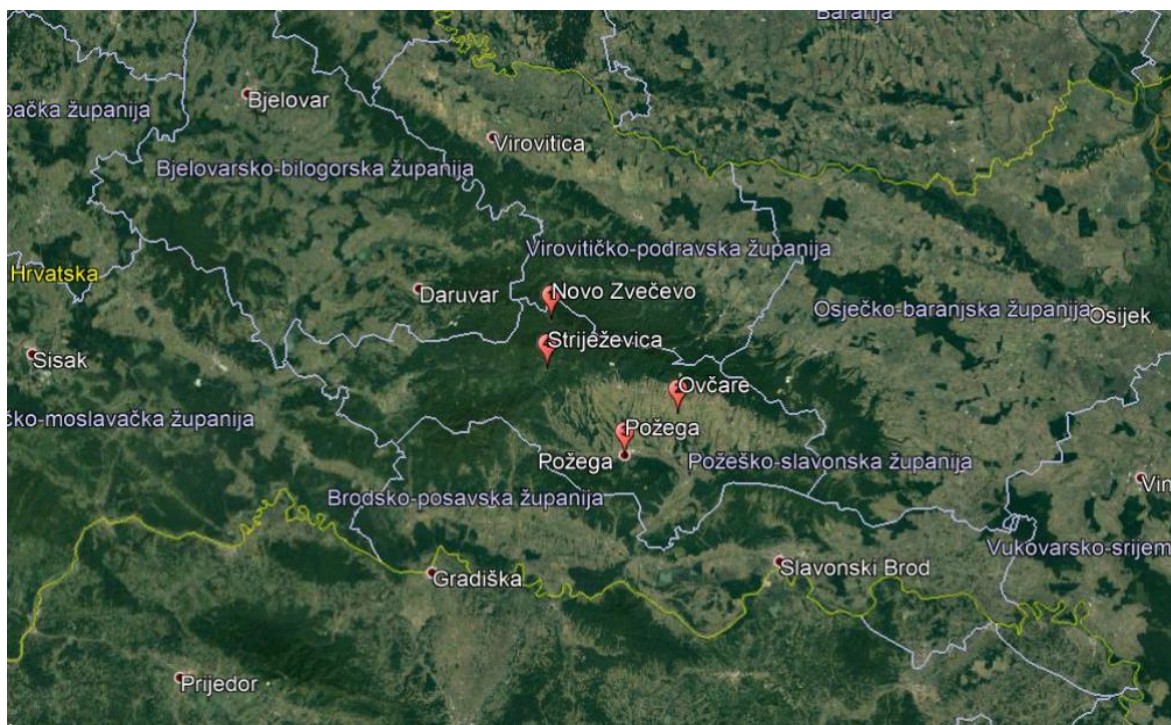 Baranja
pačka županija
Bjelovar
Virovitica
Bjelovarsko-bilogorska županija
Virovitičko-podravska županija
Hrvatska
Daruvar
Novo Zvečevo
Osječko-baranjska županija
Osijek
Striježevica
Sisak
Ovčare
čko-moslavačka županija
Požega
Požega
Požeško-slavonska županija
Vin
Brodsko-posavska županija
Vukovarsko-srijem
Gradiška
Slavonski Brod
Prijedor